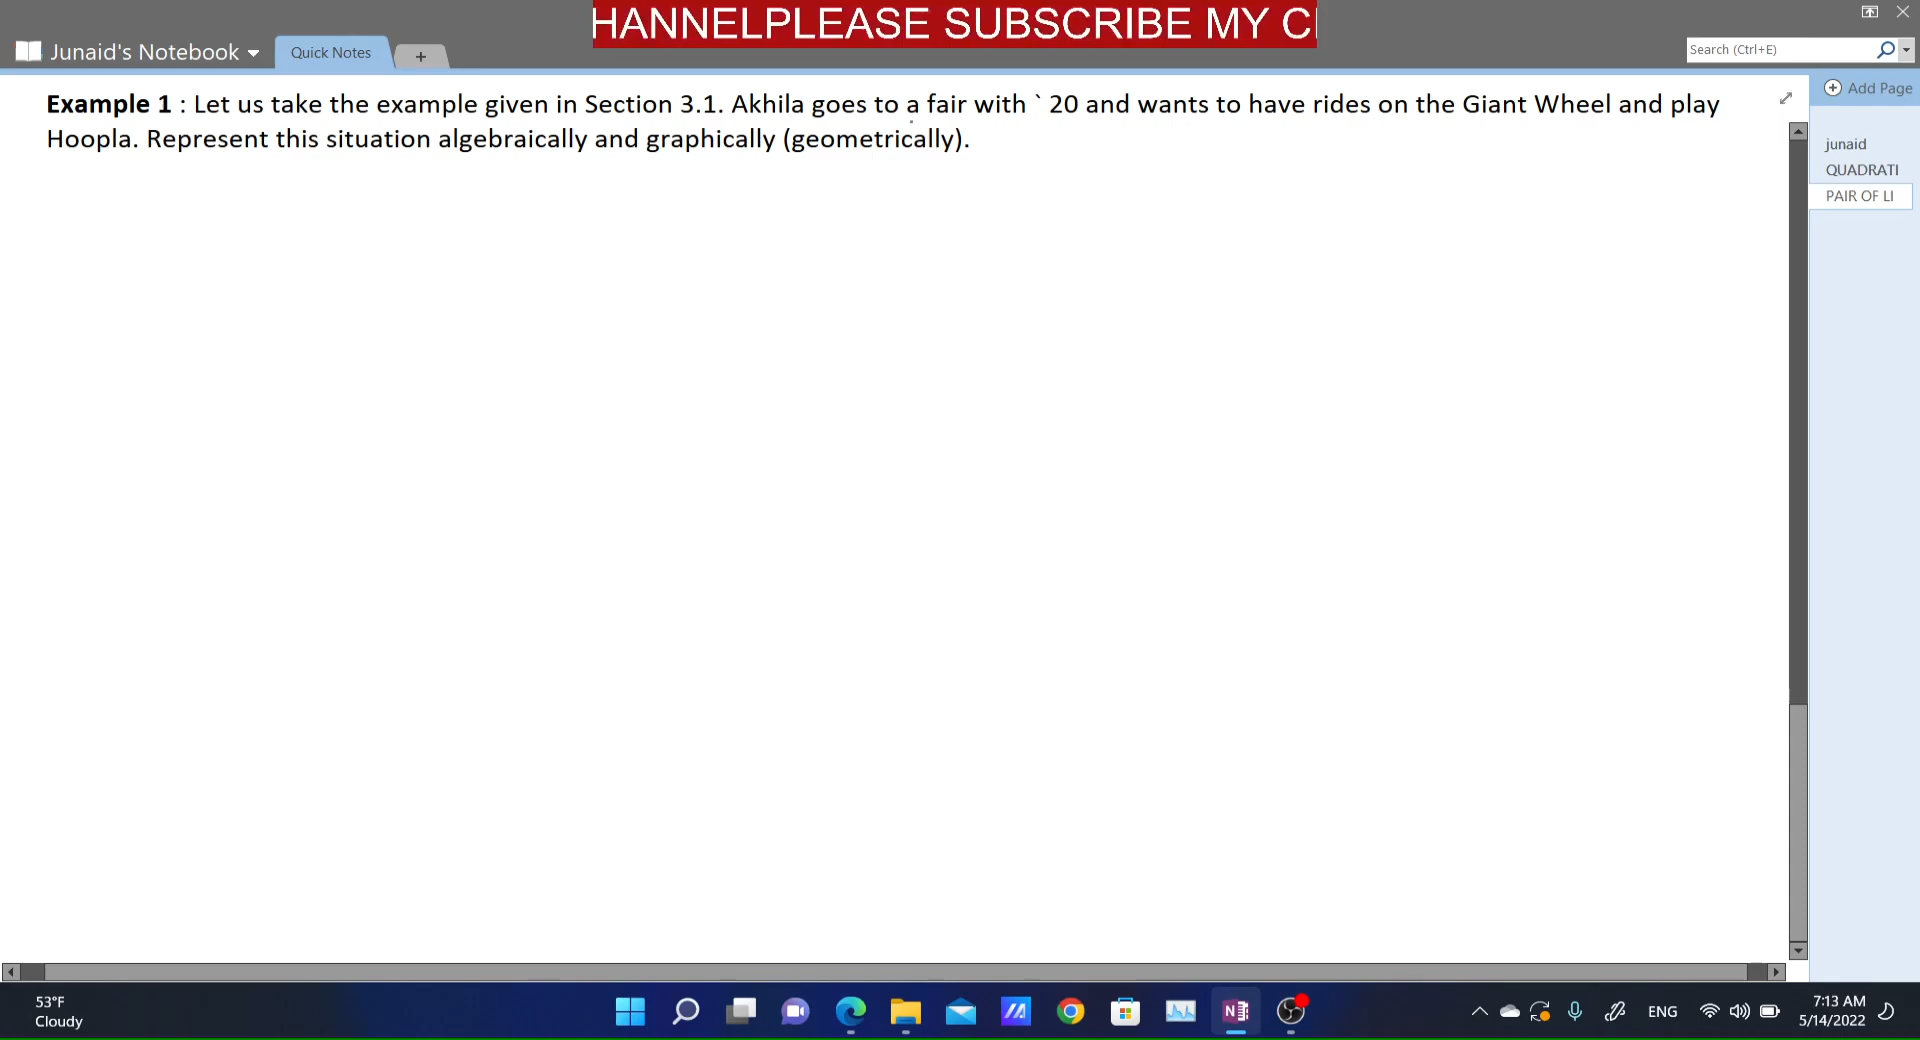 HANNELPLEASE SUBSCRIBE MY C
Junaid's Notebook
Quick Notes
+
Search (Ctrl+E)
Add Page
Example 1 : Let us take the example given in Section 3.1. Akhila goes to a fair with ` 20 and wants to have rides on the Giant Wheel and play
Hoopla. Represent this situation algebraically and graphically (geometrically).
junaid
QUADRATI
PAIR OF LI
53°F
Cloudy
N
ENG
7:13 AM
5/14/2022